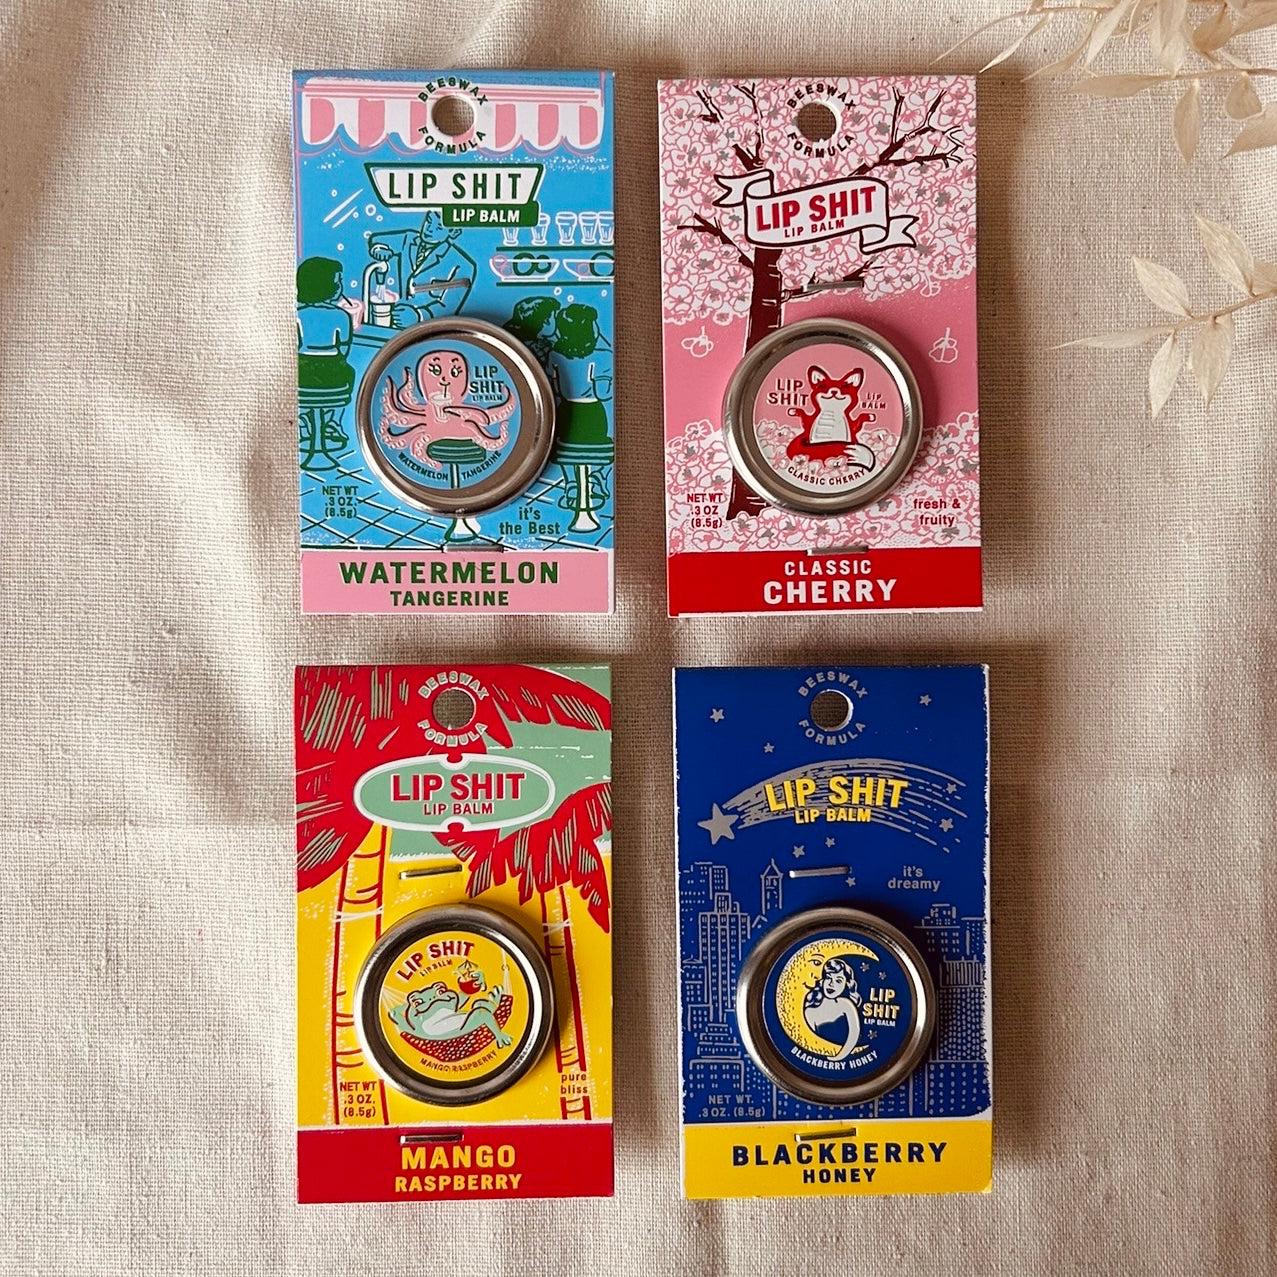 BEESWAX
FORMULA
LIP SHIT
LIP BALM
LIP
SHIT
LIP BALM
WATERMELON TANGERINE
NET WT
.3 OZ.
(8.5g)
it's
the Best
WATERMELON
TANGERINE
BEESWAX
FORMULA
LIP SHIT
LIP BALM
LIP
SHIT
LIP
BALM
CLASSIC CHERRY
NET WT
.3 OZ
(8.5g)
fresh &
fruity
CLASSIC
CHERRY
BEESWAX
FORMULA
LIP SHIT
LIP BALM
LIP SHIT
LIP BALM
MANGO RASPBERRY
NET WT
.3 OZ.
(8.5g)
pure
bliss
MANGO
RASPBERRY
BEESWAX
FORMULA
LIP SHIT
LIP BALM
it's
dreamy
LIP
SHIT
LIP BALM
BLACKBERRY HONEY
NET WT.
.3 OZ. (8.5g)
BLACKBERRY
HONEY